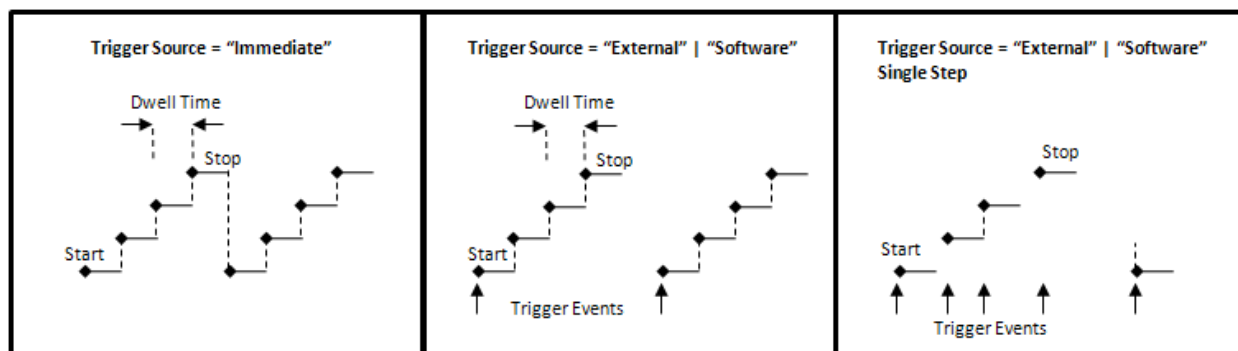 Trigger Source = “Immediate”
Dwell Time
Stop
Start
Trigger Source = “External” | “Software”
Dwell Time
Stop
Start
Trigger Events
Trigger Source = “External” | “Software”
Single Step
Stop
Start
Trigger Events